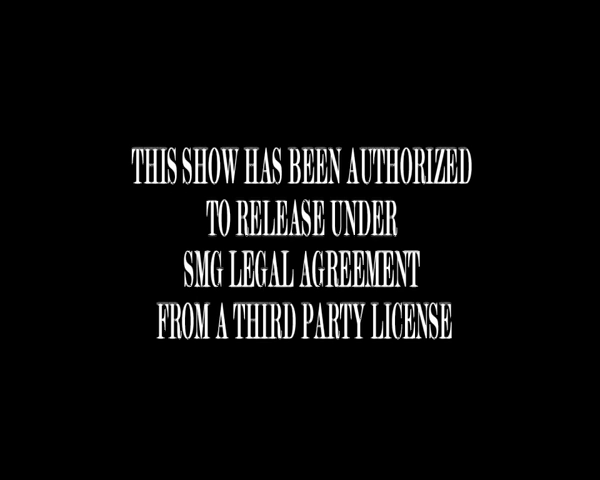 THIS SHOW HAS BEEN AUTHORIZED
TO RELEASE UNDER
SMG LEGAL AGREEMENT
FROM A THIRD PARTY LICENSE